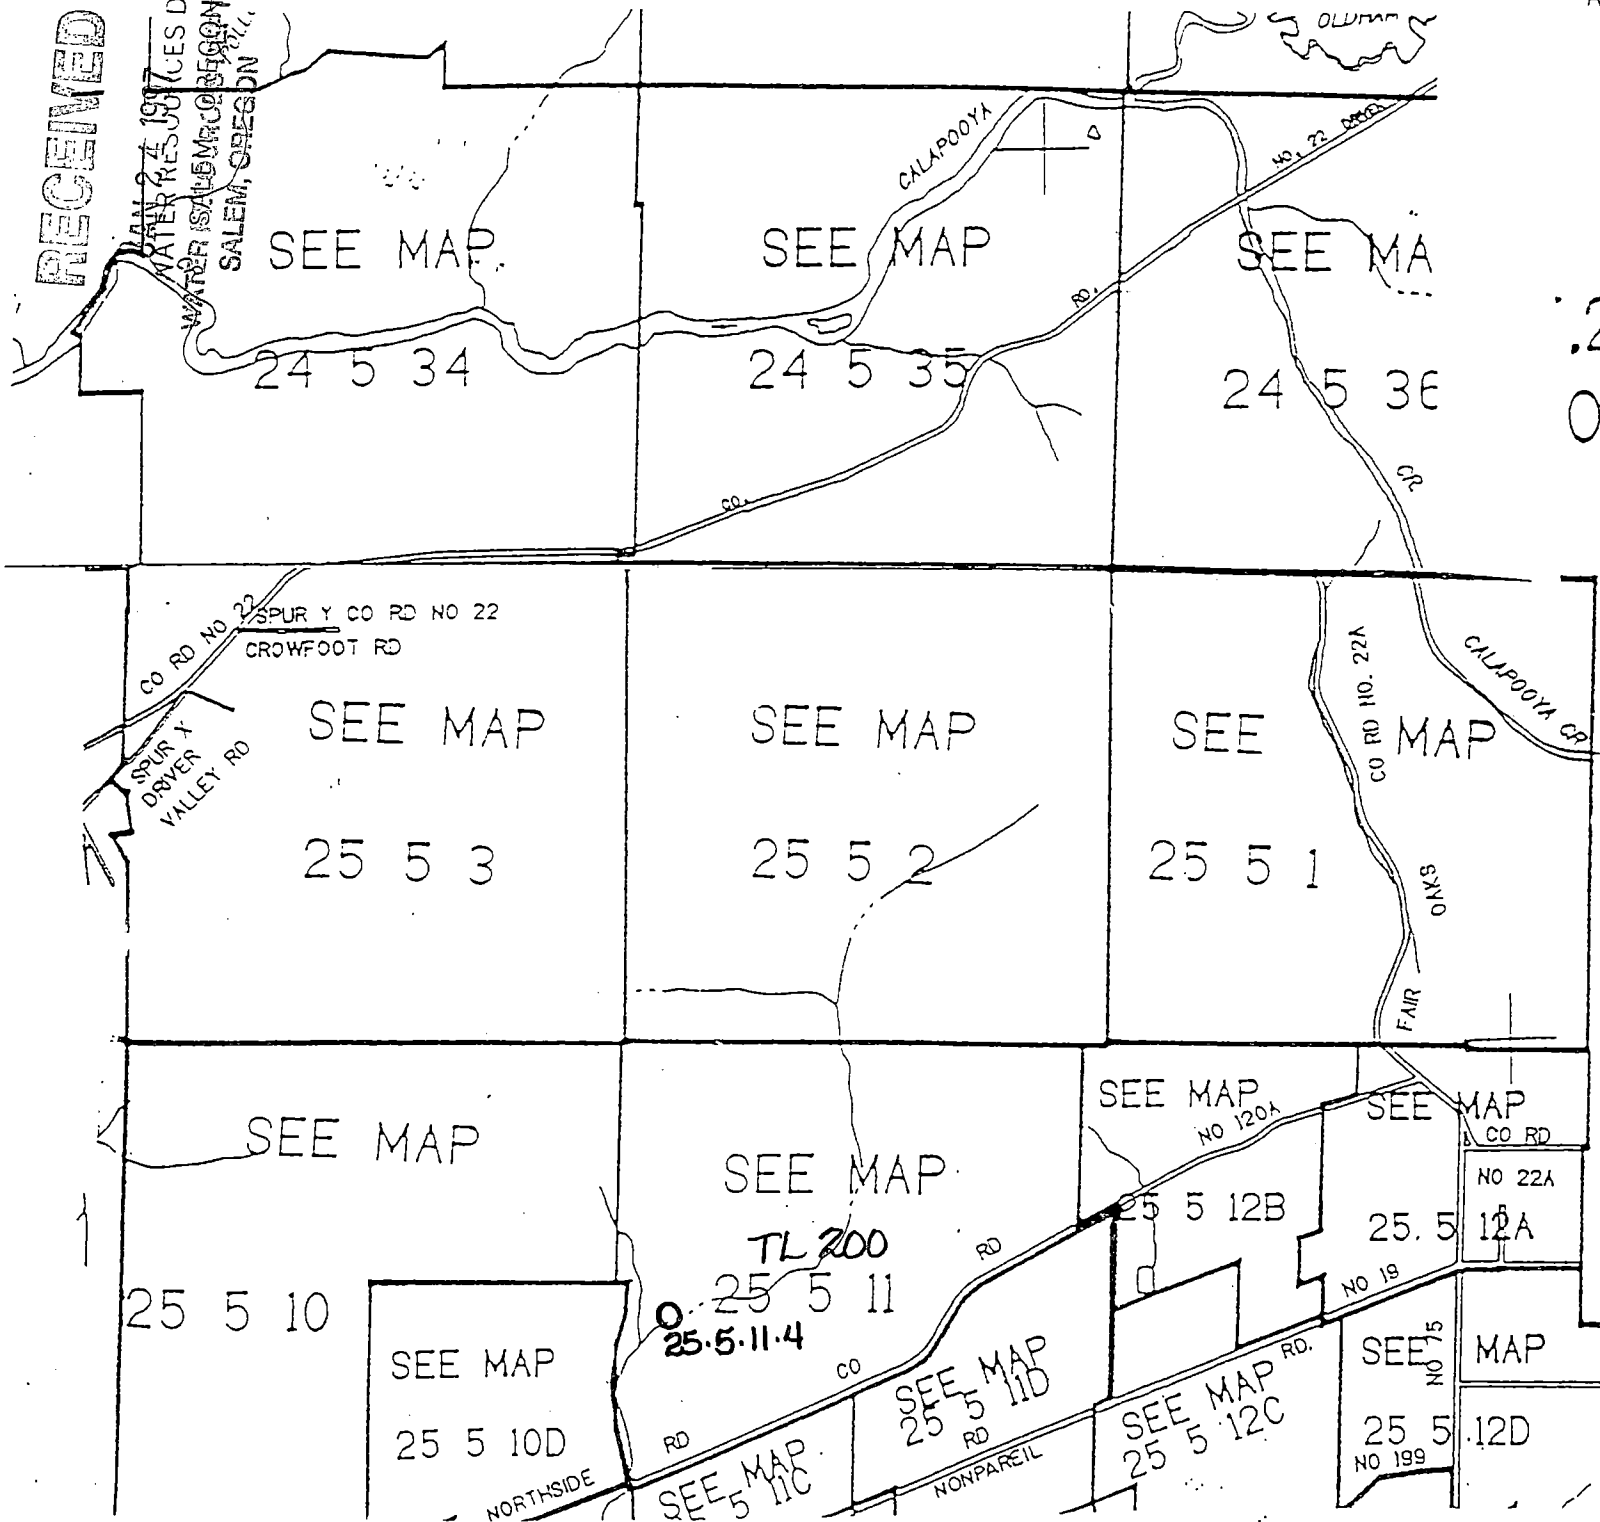 RECEIVED
JAN 24 1997
WATER RESOURCES D
SALEM, OREGON
OLDHAM
CALAPOOYA
NO. 22
SEE MAP
SEE MAP
SEE MA
RD.
24 5 34
24 5 35
24 5 36
CR
CO.
SPUR Y CO RD NO 22
CROWFOOT RD
CO RD NO 22
CO RD NO. 22A
CALAPOOYA CR
SEE MAP
SEE MAP
SEE MAP
SPUR X
DRIVER
VALLEY RD
25 5 3
25 5 2
25 5 1
OAKS
FAIR
SEE MAP
SEE MAP
SEE MAP
SEE MAP
NO 120A
CO RD
NO 22A
TL 200
25 5 12B
25. 5 12A
RD
25 5 10
25 5 11
NO 19
25.5.11.4
SEE MAP
CO
SEE MAP
25 5 11D
RD
SEE MAP
25 5 12C
RD.
SEE MAP
NO 75
25 5 10D
RD
NONPAREIL
25 5 12D
NO 199
NORTHSIDE
RD
SEE MAP
5 11C